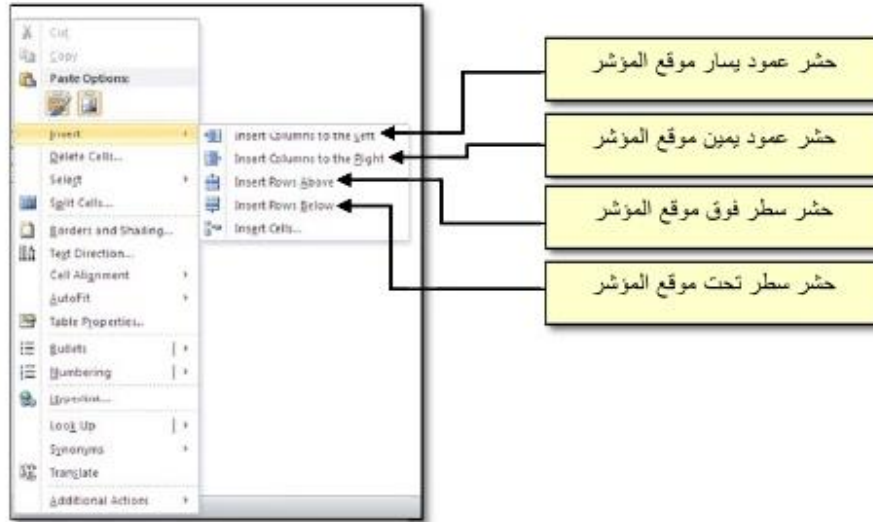 Cut
Copy
Paste Options:
Insert
Delete Cells...
Select
Split Cells...
Borders and Shading...
Text Direction...
Cell Alignment
AutoFit
Table Properties...
Bullets
Numbering
Hyperlink...
Look Up
Synonyms
Translate
Additional Actions
Insert Columns to the Left
Insert Columns to the Right
Insert Rows Above
Insert Rows Below
Insert Cells...
حشر عمود يسار موقع المؤشر
حشر عمود يمين موقع المؤشر
حشر سطر فوق موقع المؤشر
حشر سطر تحت موقع المؤشر